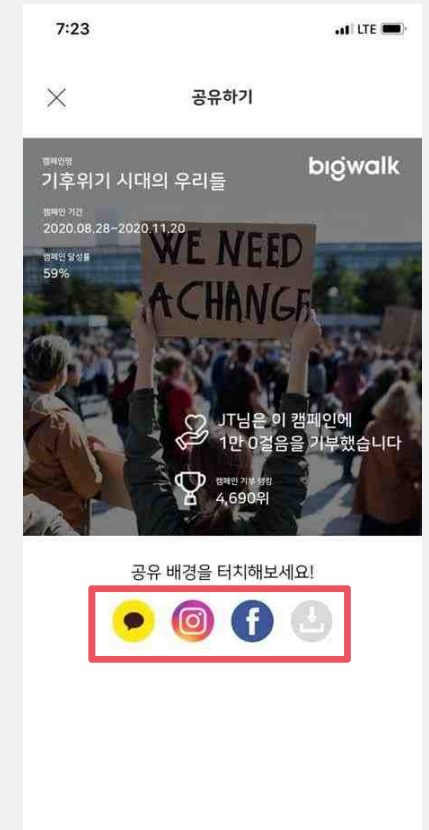 7:23
LTE
공유하기
캠페인명
기후위기 시대의 우리들
bigwalk
캠페인 기간
2020.08.28~2020.11.20
캠페인 달성률
59%
WE NEED
A CHANGE
JT님은 이 캠페인에
1만 0걸음을 기부했습니다
캠페인 기부 랭킹
4,690위
공유 배경을 터치해보세요!